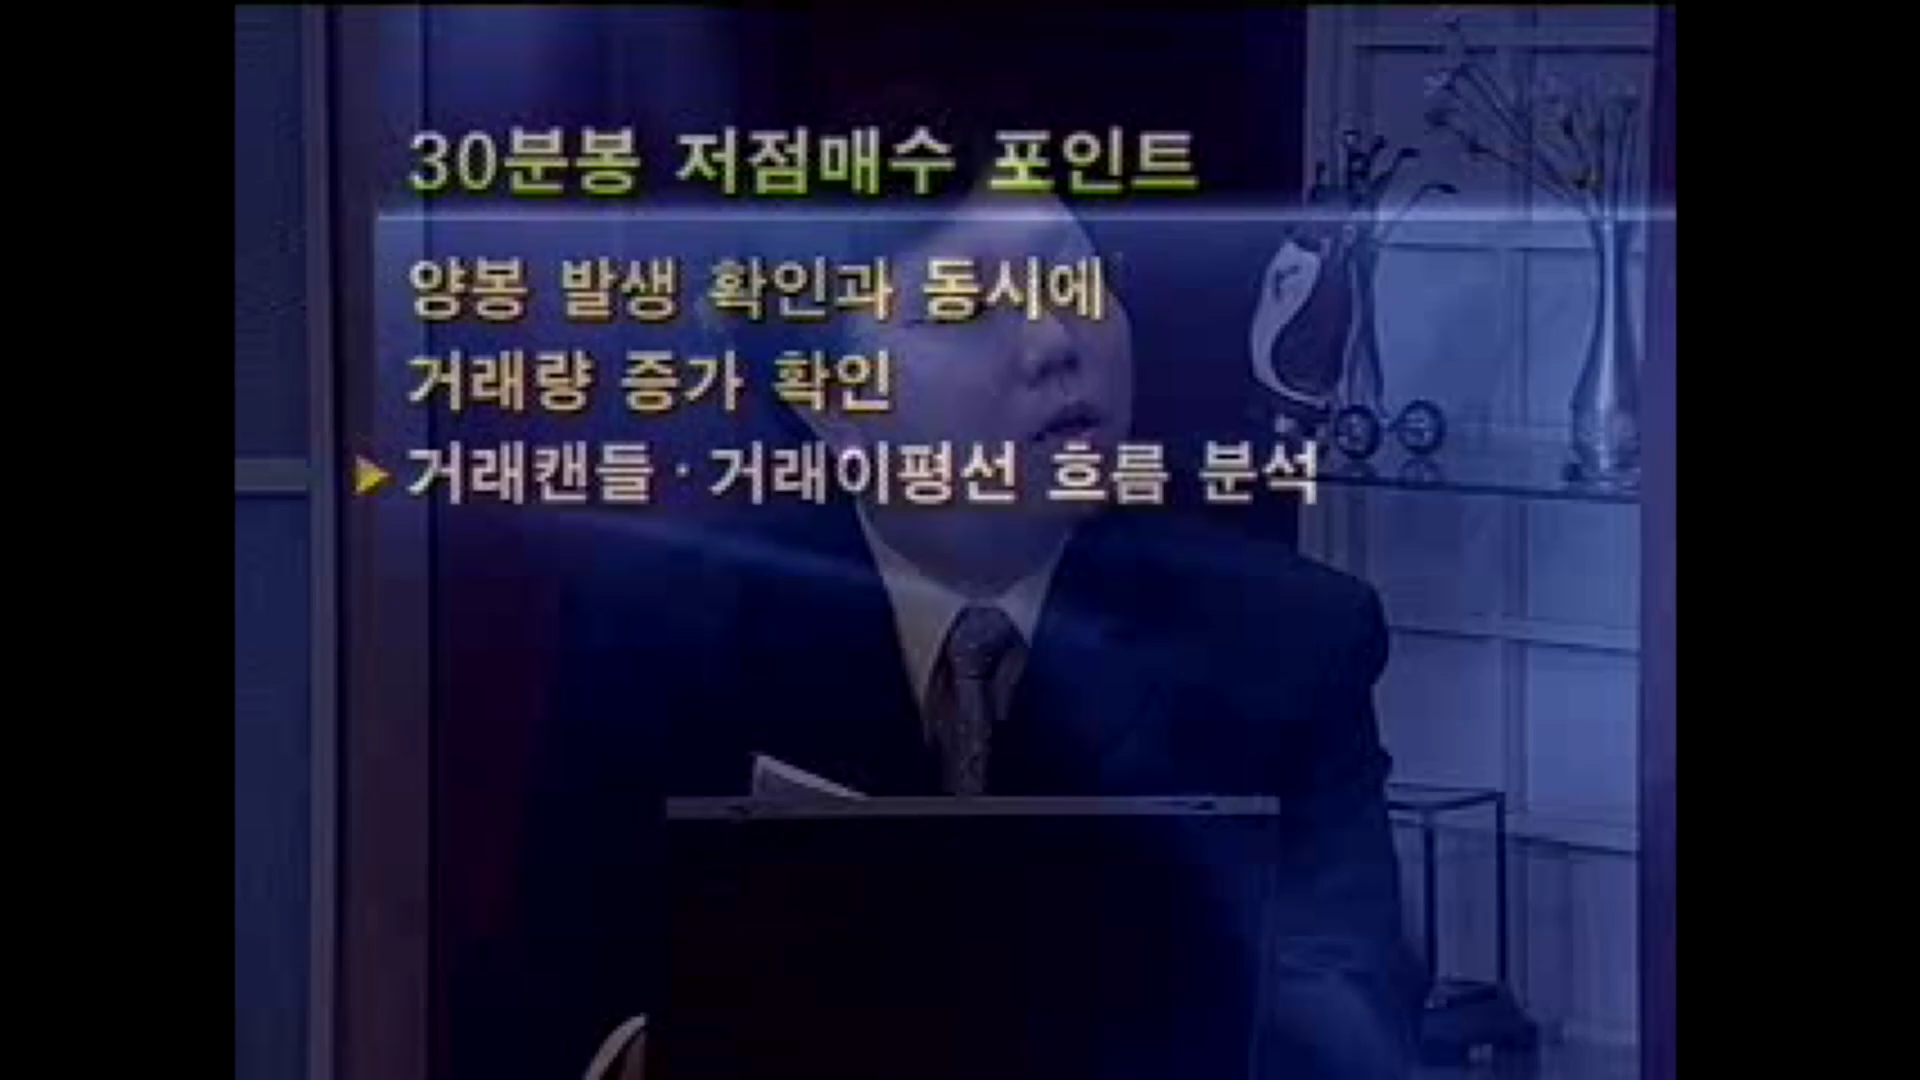 30분봉 저점매수 포인트
양봉 발생 확인과 동시에
거래량 증가 확인
▶거래캔들·거래이평선 흐름 분석